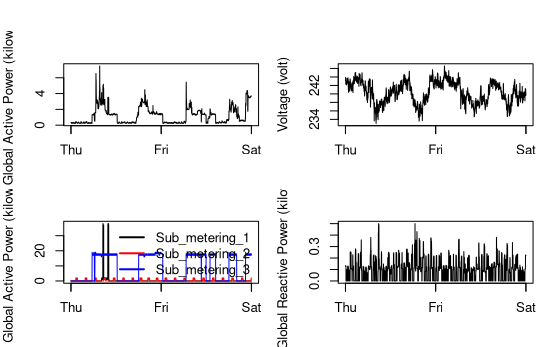 Global Active Power (kilow
4
0
Thu Fri Sat
Voltage (volt)
242
234
Thu Fri Sat
Global Active Power (kilow
20
0
Sub_metering_1
Sub_metering_2
Sub_metering_3
Thu Fri Sat
Global Reactive Power (kilo
0.3
0.0
Thu Fri Sat